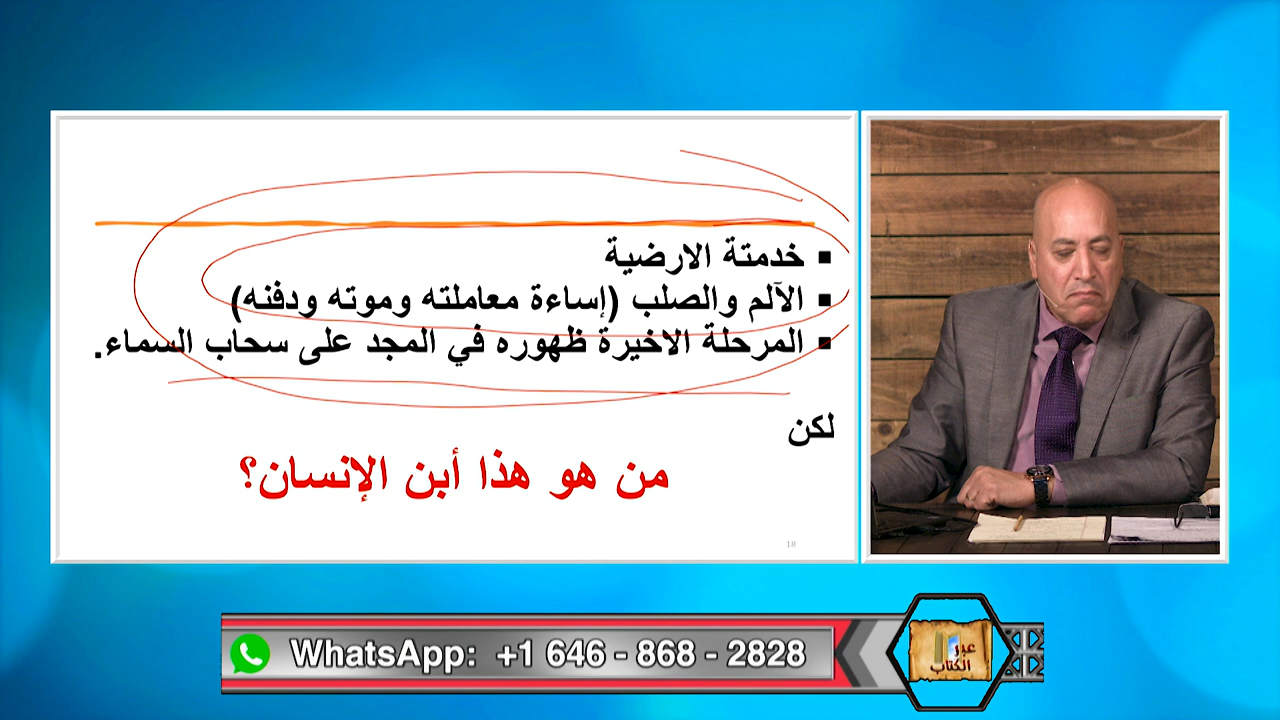 ▪ خدمتة الارضية
▪ الآلم والصلب (إساءة معاملته وموته ودفنه)
▪ المرحلة الاخيرة ظهوره في المجد على سحاب السماء.
لكن
من هو هذا أبن الإنسان؟
18
WhatsApp: +1 646 - 868 - 2828
عبر
الكتاب